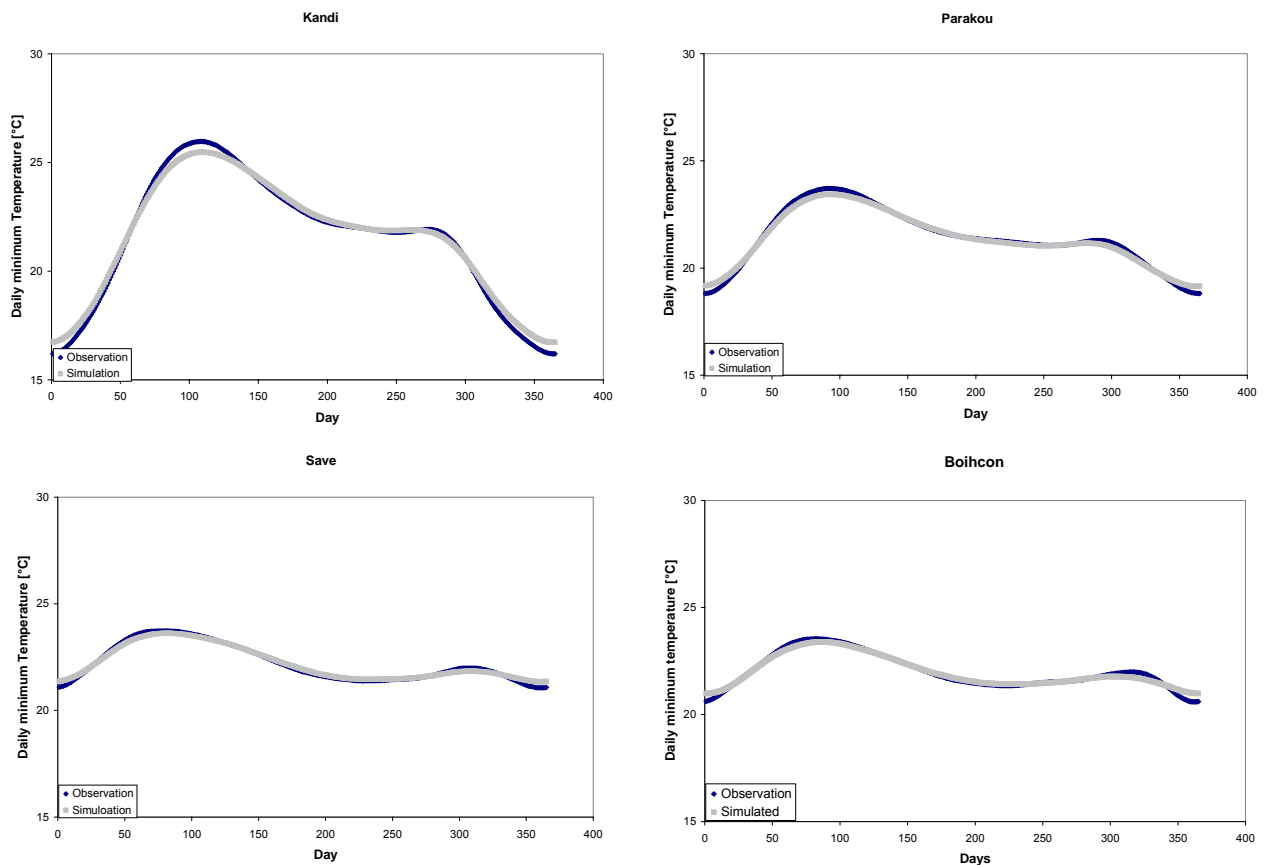 Kandi
30
25
20
15
Daily minimum Temperature [°C]
Observation
Simulation
0 50 100 150 200 250 300 350 400
Day
Parakou
30
25
20
15
Daily minimum Temperature [°C]
Observation
Simulation
0 50 100 150 200 250 300 350 400
Day
Save
30
25
20
15
Daily minimum Temperature [°C]
Observation
Simuloation
0 50 100 150 200 250 300 350 400
Day
Boihcon
30
25
20
15
Daily minimum temperature [°C]
Observation
Simulated
0 50 100 150 200 250 300 350 400
Days